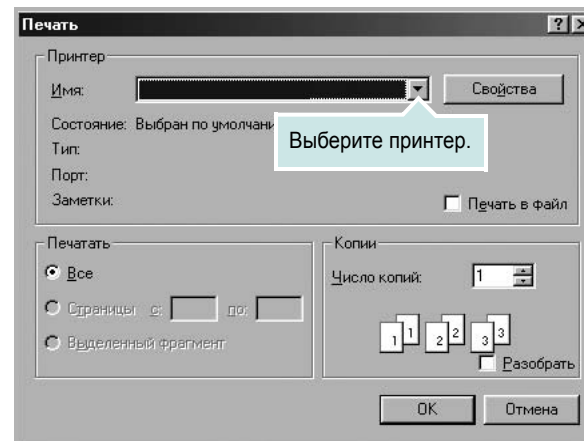 Печать
Принтер
Имя:
Свойства
Состояние: Выбран по
Выберите принтер.
Тип:
Порт:
Заметки:
Печать в файл
Печатать
Все
Страницы с: по:
Выделенный фрагмент
Копии
Число копий: 1
1 1 2 2 3 3
Разобрать
OK
Отмена